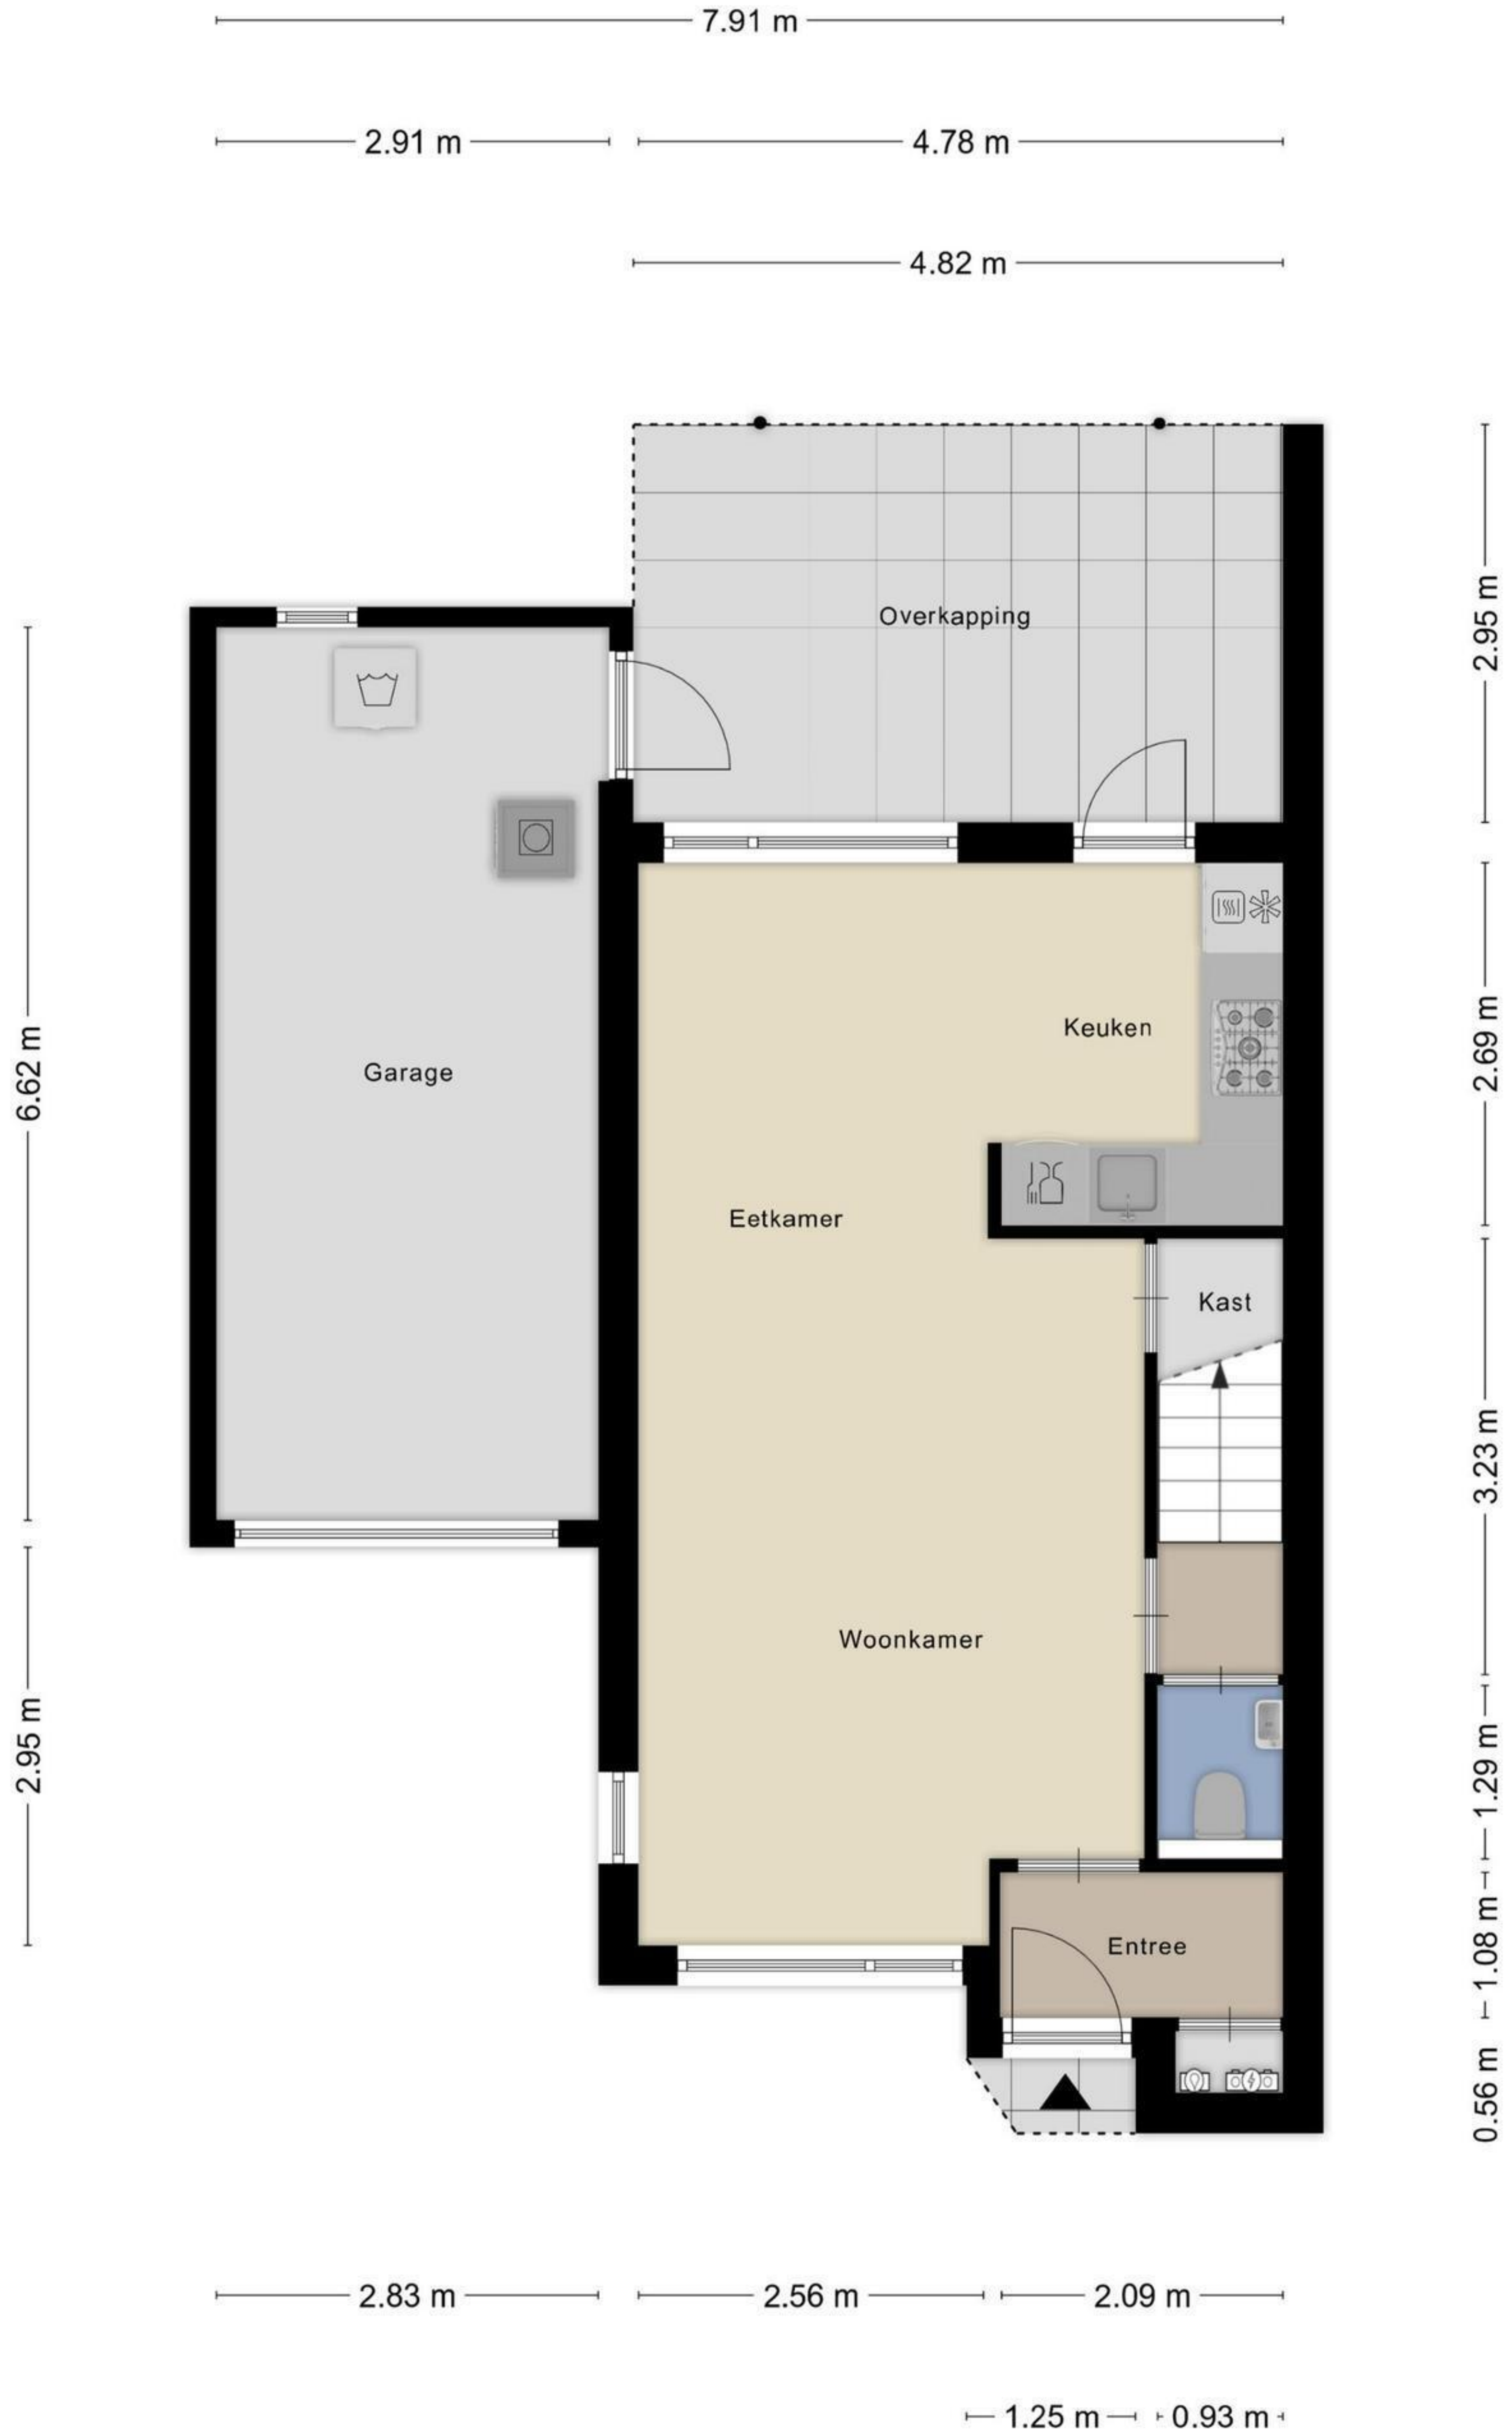 7.91 m
2.91 m
4.78 m
4.82 m
Overkapping
2.95 m
Keuken
2.69 m
6.62 m
Garage
Eetkamer
Kast
3.23 m
Woonkamer
2.95 m
1.29 m
Entree
1.08 m
0.56 m
2.83 m
2.56 m
2.09 m
1.25 m
0.93 m